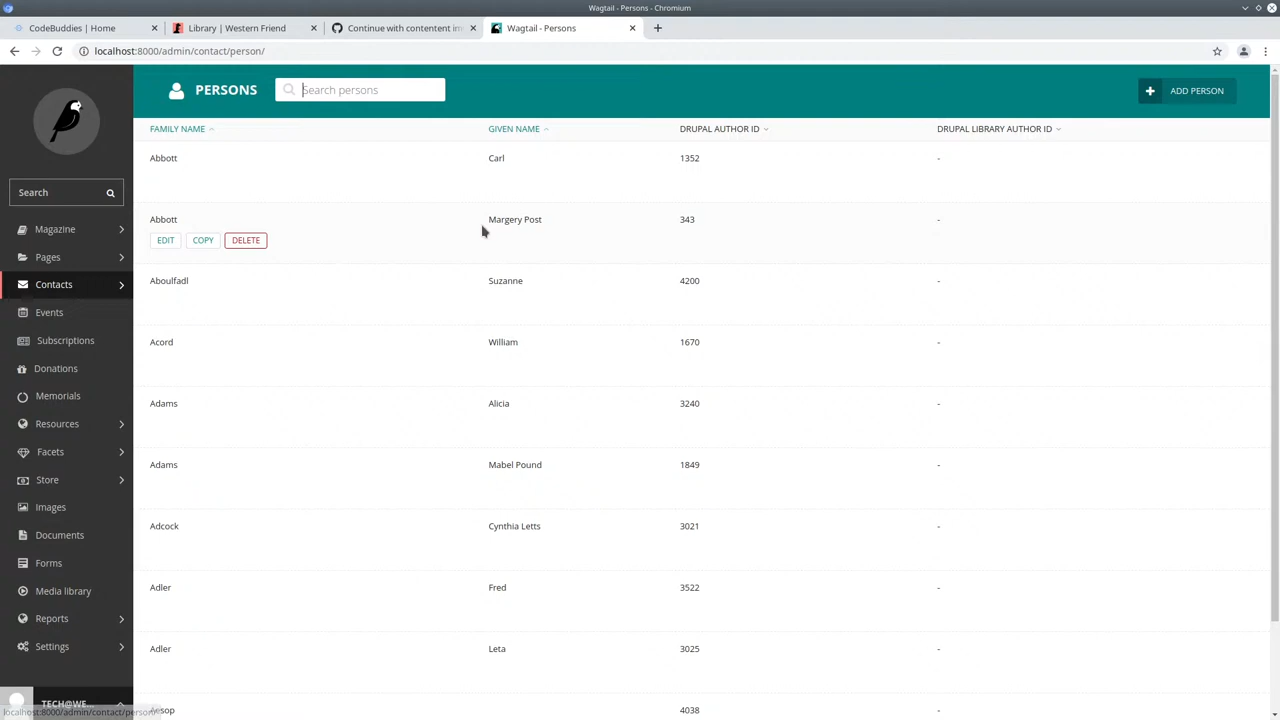 Wagtail - Persons - Chromium
CodeBuddies | Home
Library | Western Friend
Continue with contentent im
Wagtail - Persons
localhost:8000/admin/contact/person/
PERSONS
Search persons
ADD PERSON
FAMILY NAME
GIVEN NAME
DRUPAL AUTHOR ID
DRUPAL LIBRARY AUTHOR ID
Abbott Carl 1352 -
Abbott Margery Post 343 -
EDIT COPY DELETE
Aboulfadl Suzanne 4200 -
Acord William 1670 -
Adams Alicia 3240 -
Adams Mabel Pound 1849 -
Adcock Cynthia Letts 3021 -
Adler Fred 3522 -
Adler Leta 3025 -
Aesop 4038 -
Search
Magazine
Pages
Contacts
Events
Subscriptions
Donations
Memorials
Resources
Facets
Store
Images
Documents
Forms
Media library
Reports
Settings
TECH@WE...
localhost:8000/admin/contact/person/